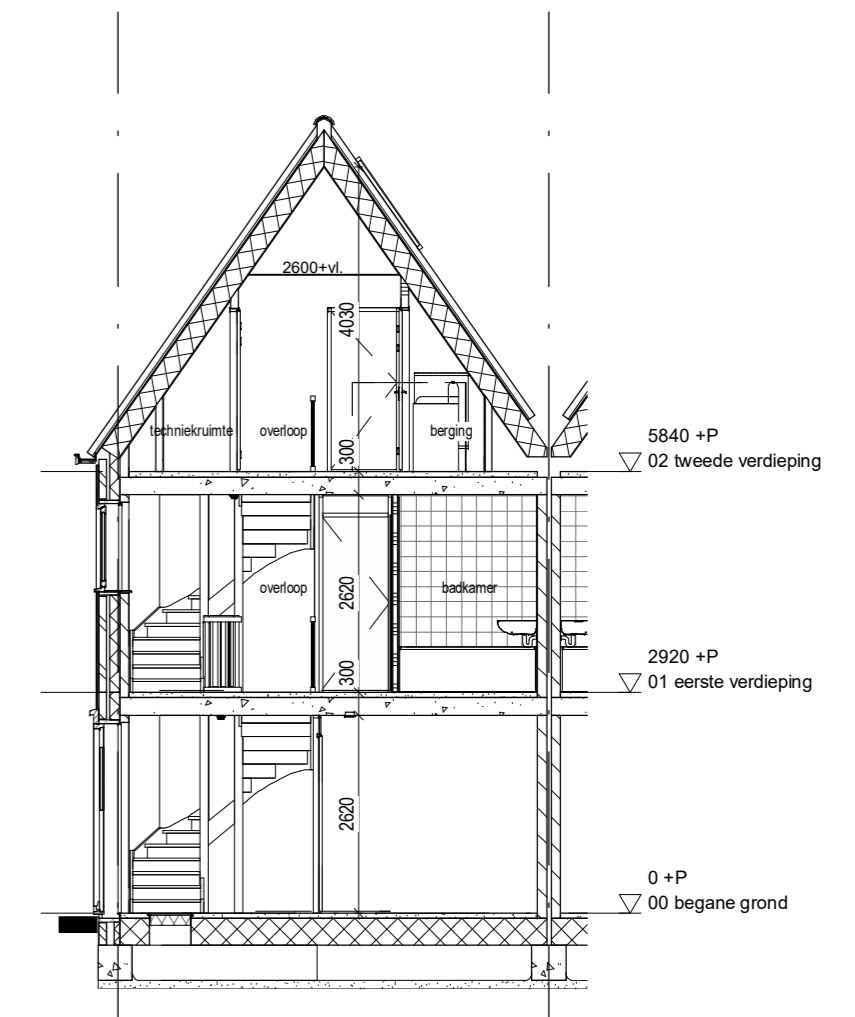 2600+vl.
4030
techniekruimte
overloop
berging
300
5840 +P
02 tweede verdieping
overloop
2620
badkamer
300
2920 +P
01 eerste verdieping
2620
0 +P
00 begane grond